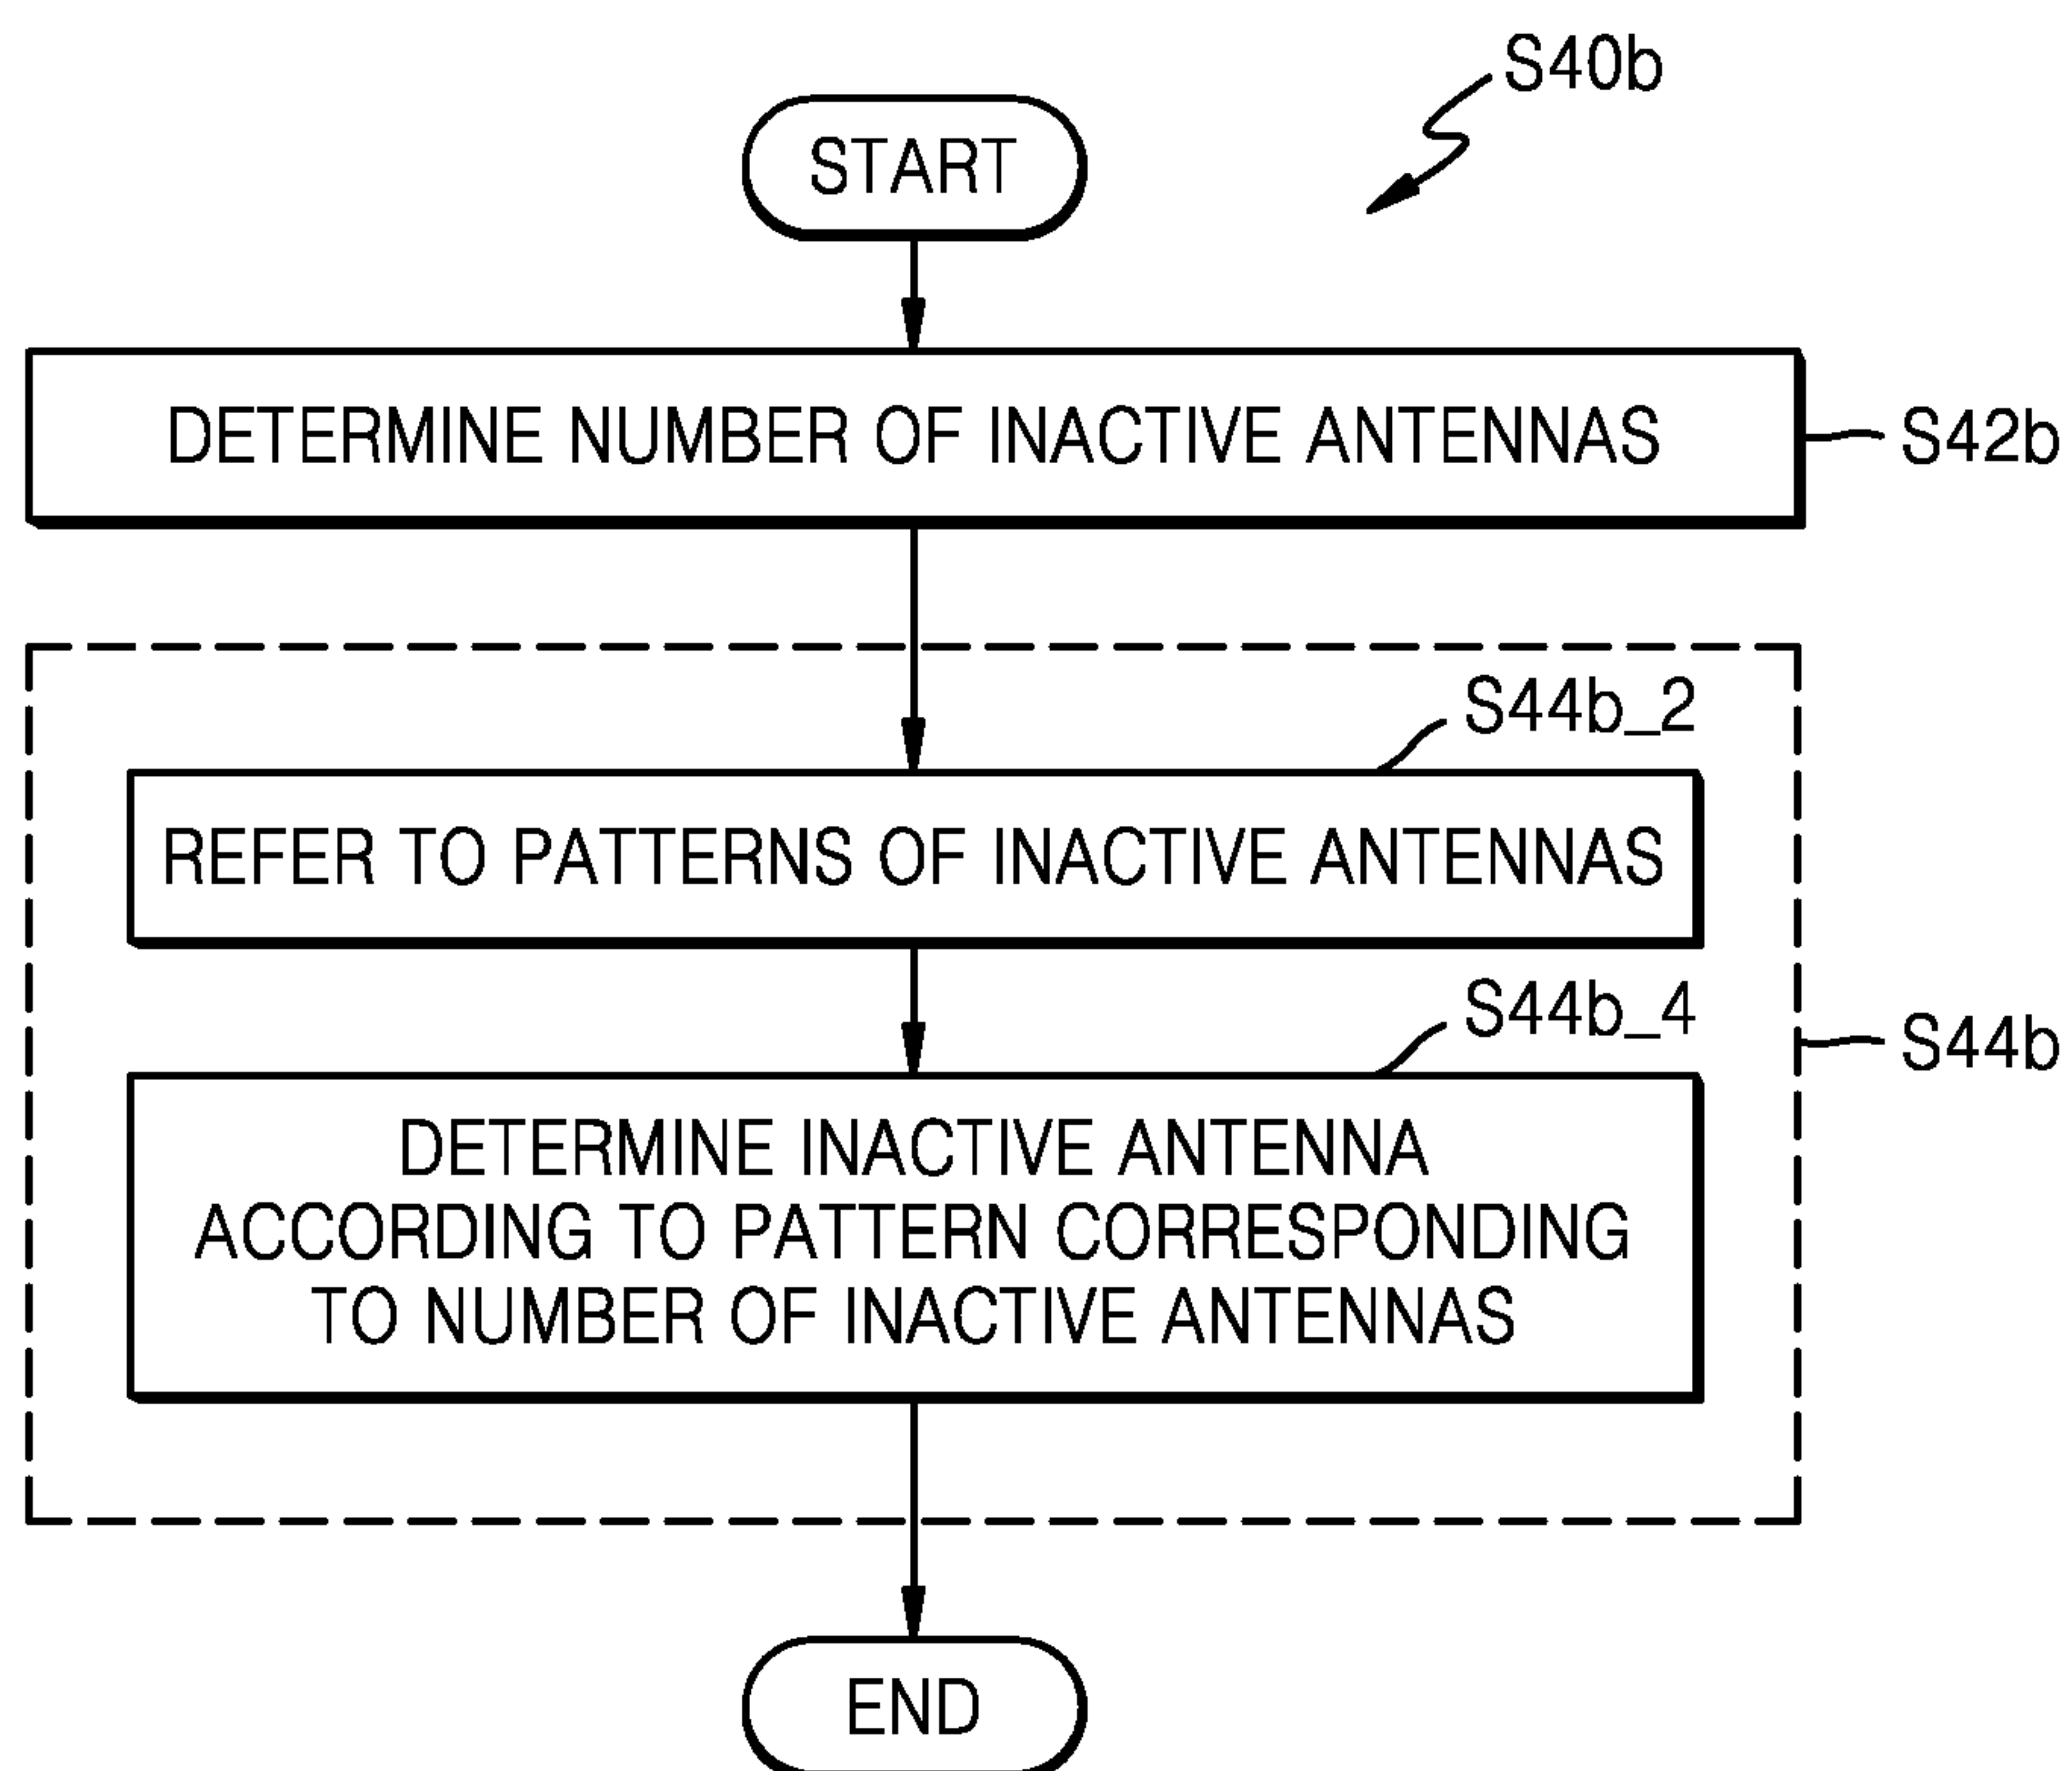 S40b
START
DETERMINE NUMBER OF INACTIVE ANTENNAS
S42b
S44b_2
REFER TO PATTERNS OF INACTIVE ANTENNAS
S44b_4
S44b
DETERMINE INACTIVE ANTENNA
ACCORDING TO PATTERN CORRESPONDING
TO NUMBER OF INACTIVE ANTENNAS
END